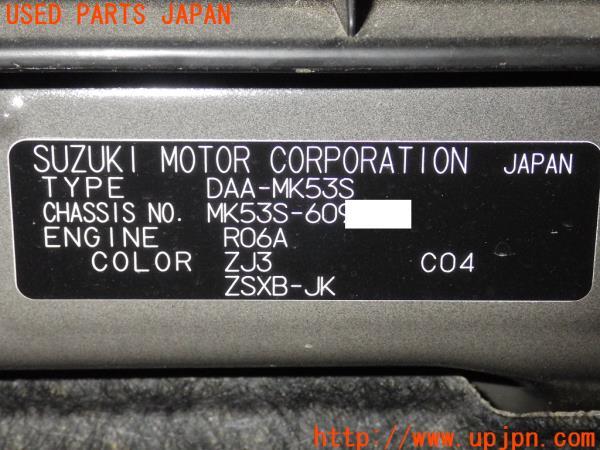 USED PARTS JAPAN
SUZUKI MOTOR CORPORATION JAPAN
TYPE DAA-MK53S
CHASSIS NO. MK53S-609
ENGINE R06A
COLOR ZJ3 C04
ZSXB-JK
http://www.upjpn.com